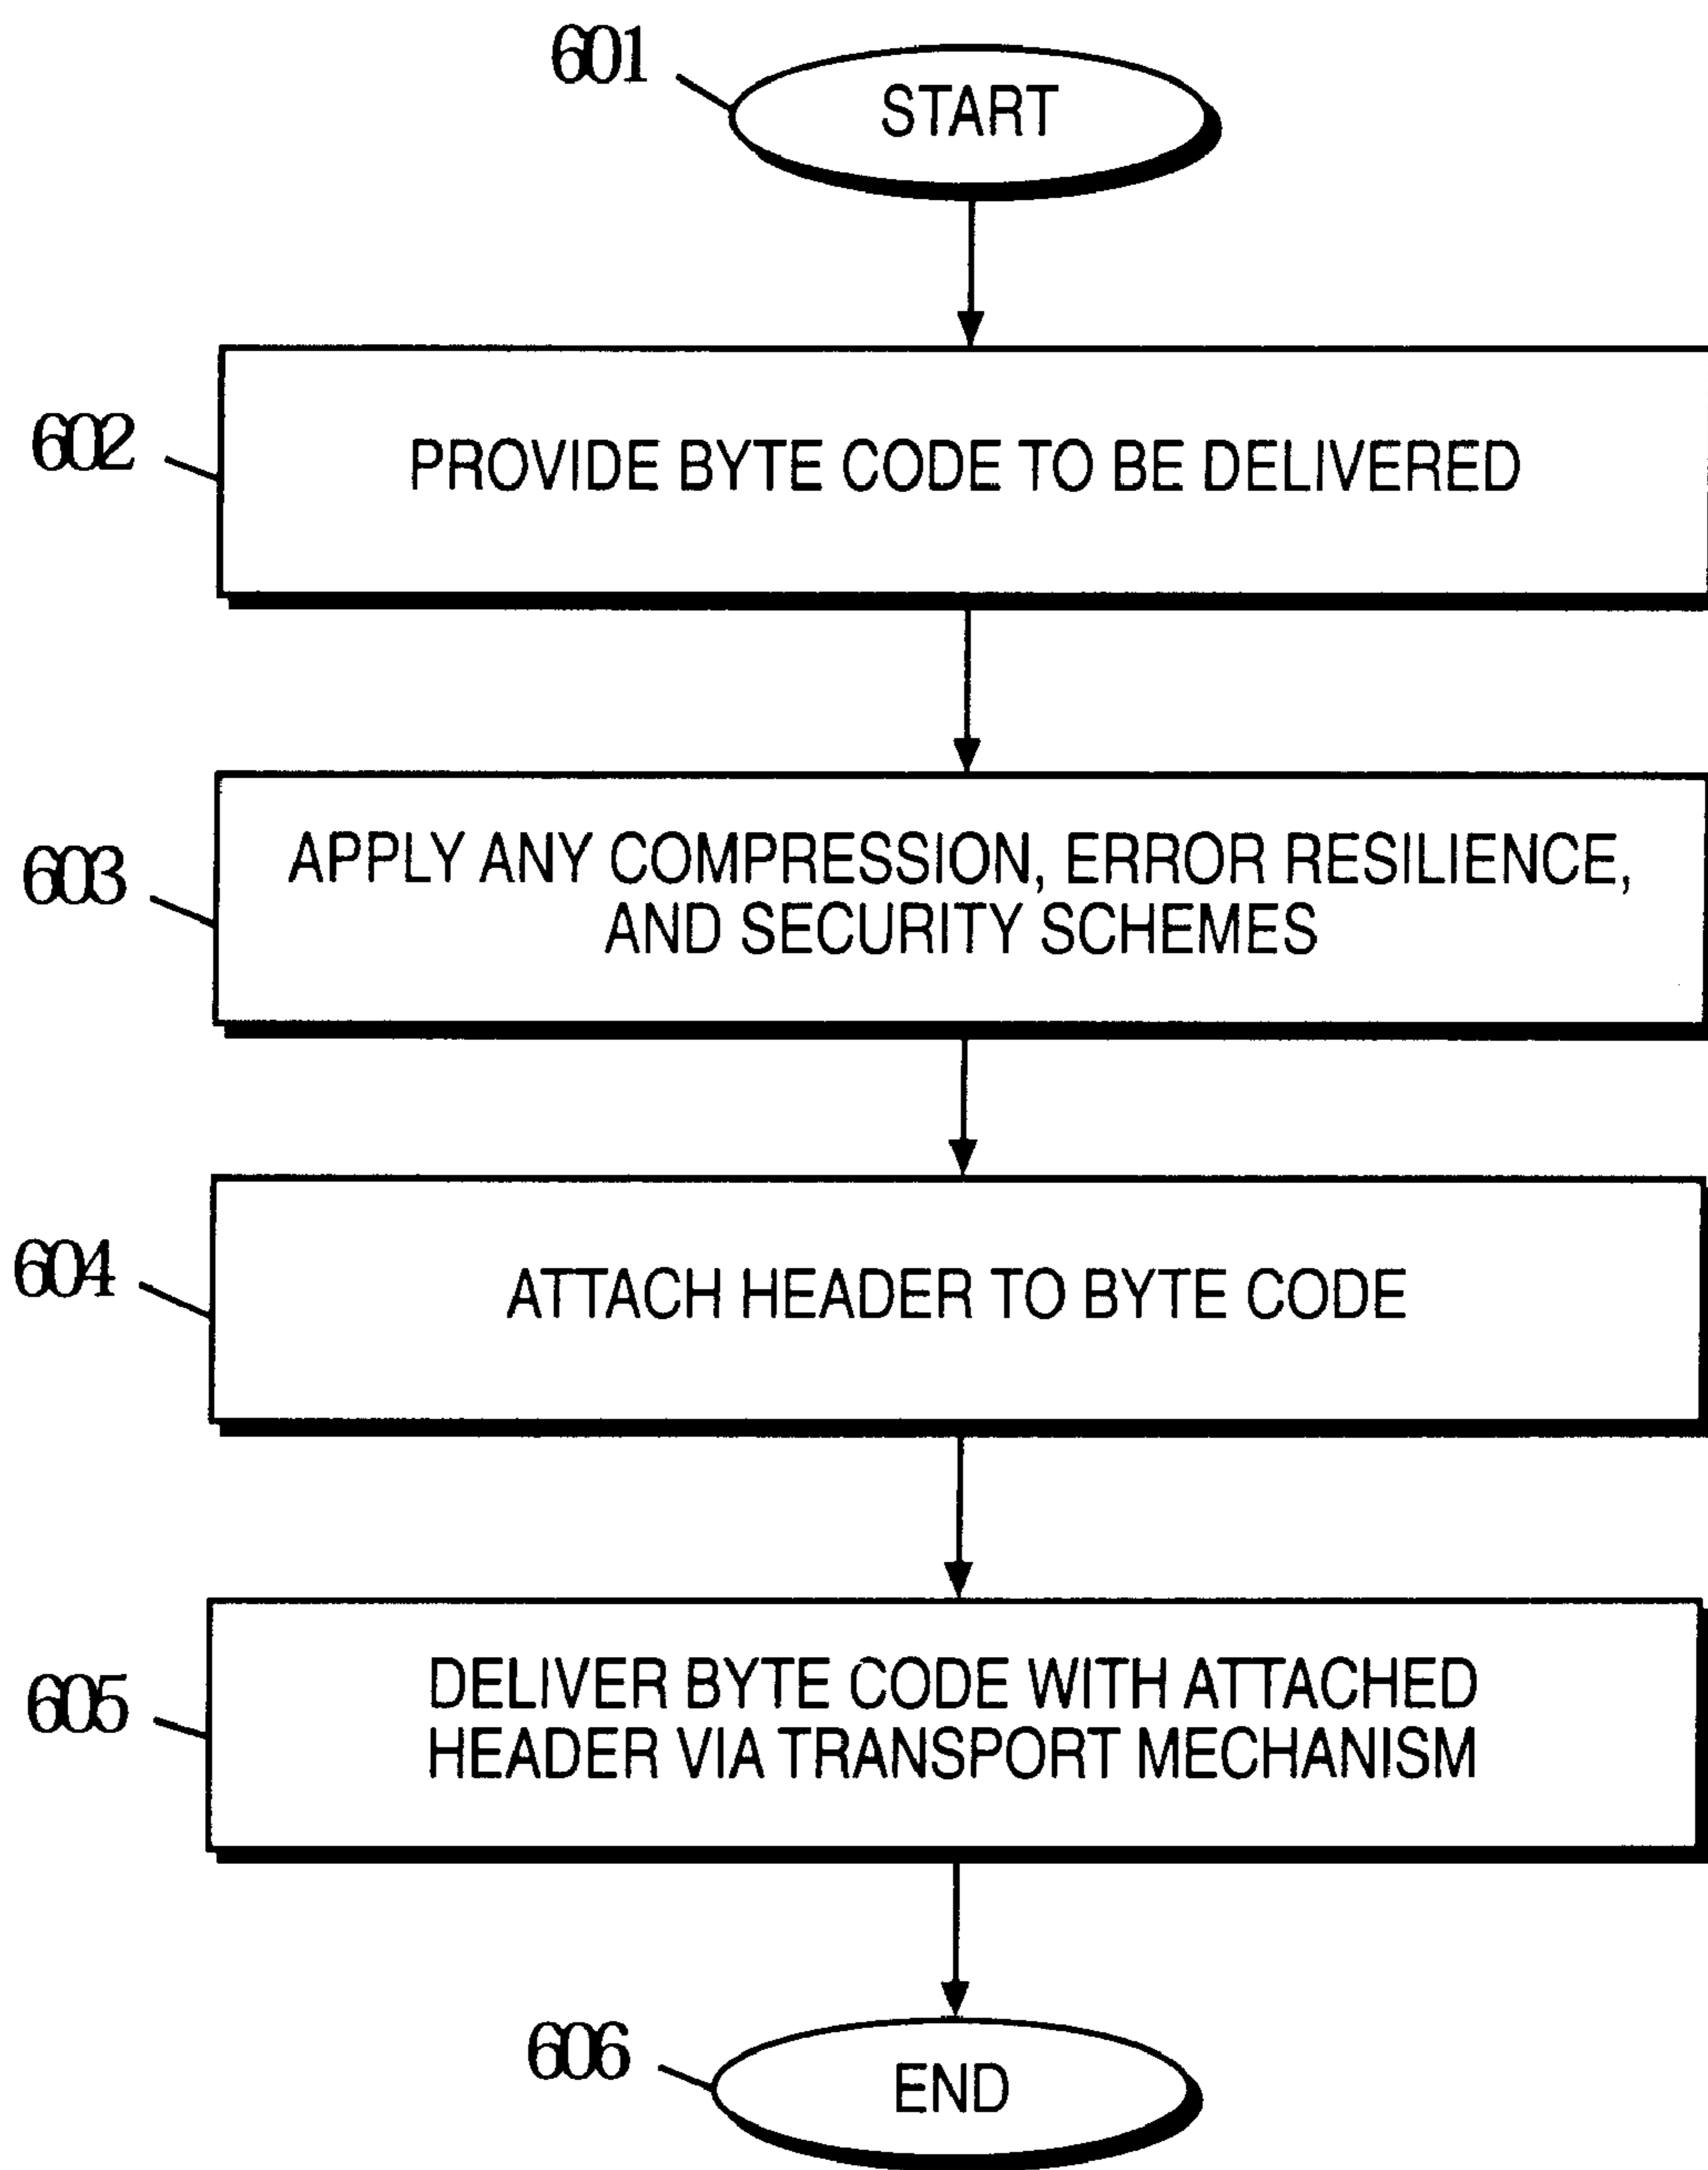 601
START
602
PROVIDE BYTE CODE TO BE DELIVERED
603
APPLY ANY COMPRESSION, ERROR RESILIENCE,
AND SECURITY SCHEMES
604
ATTACH HEADER TO BYTE CODE
605
DELIVER BYTE CODE WITH ATTACHED
HEADER VIA TRANSPORT MECHANISM
606
END